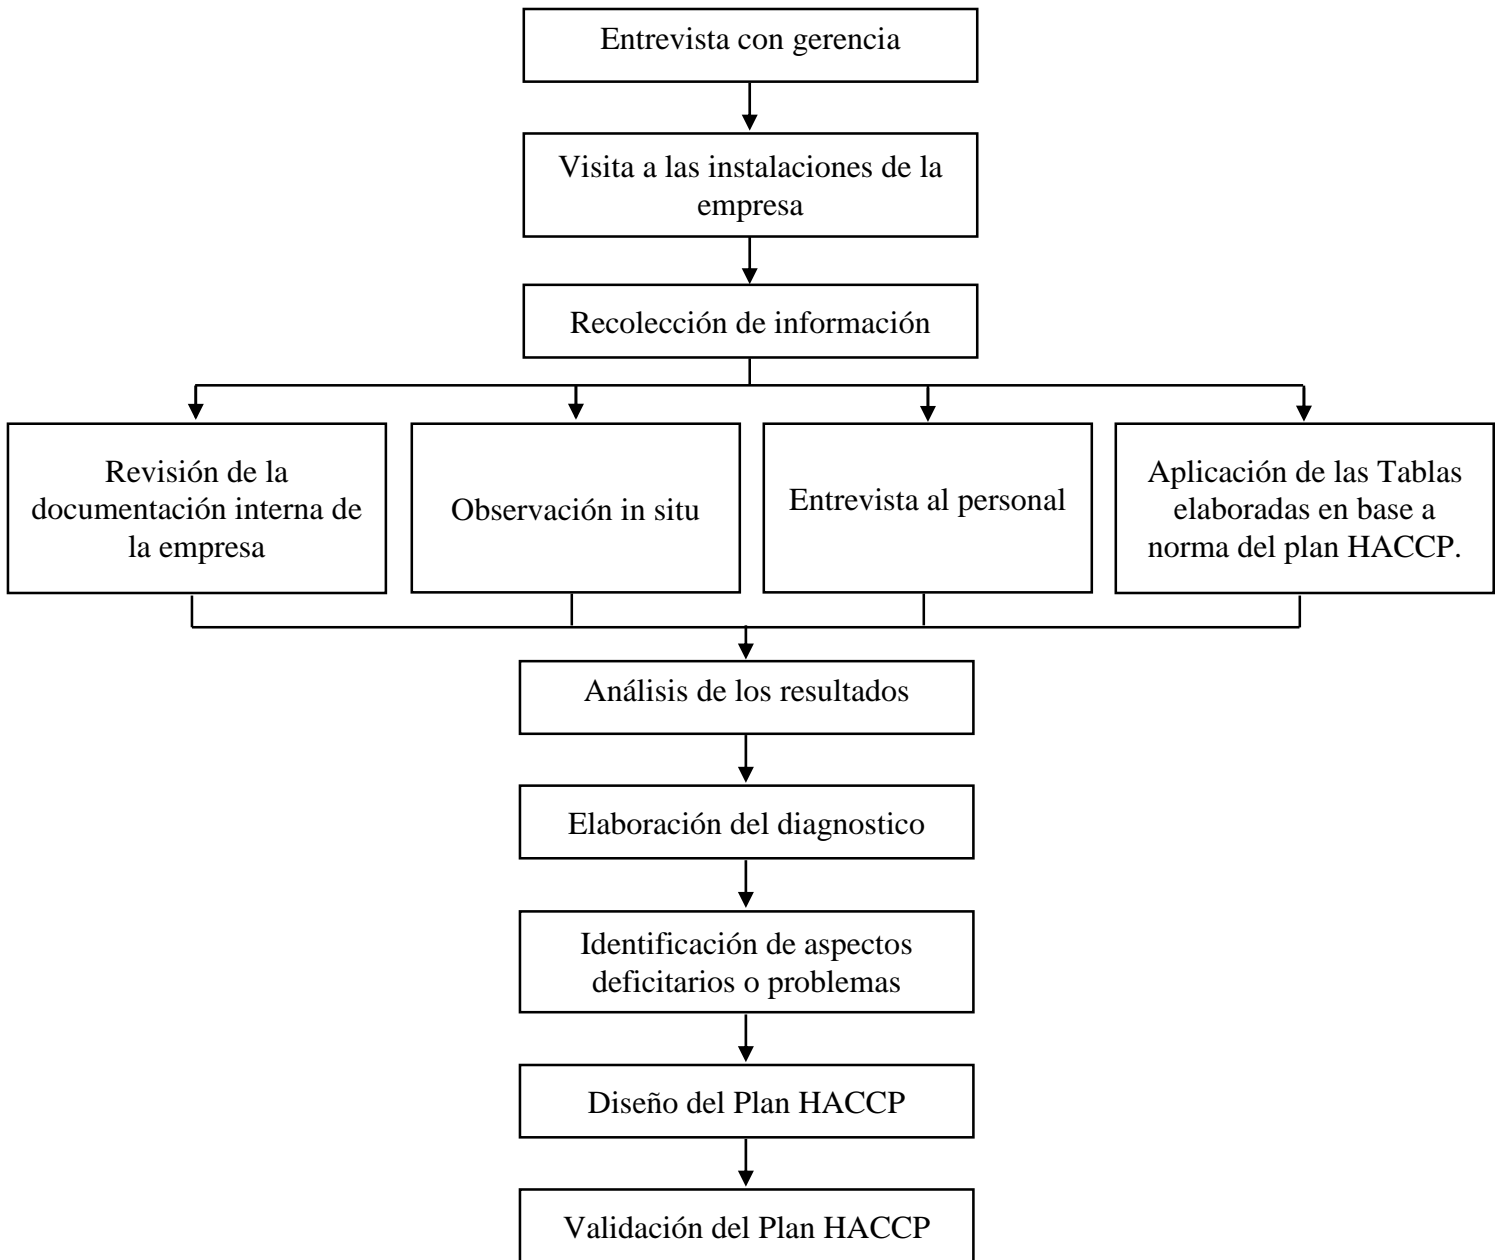 Entrevista con gerencia
Visita a las instalaciones de la
empresa
Recolección de información
Revisión de la
documentación interna de
la empresa
Observación in situ
Entrevista al personal
Aplicación de las Tablas
elaboradas en base a
norma del plan HACCP.
Análisis de los resultados
Elaboración del diagnostico
Identificación de aspectos
deficitarios o problemas
Diseño del Plan HACCP
Validación del Plan HACCP